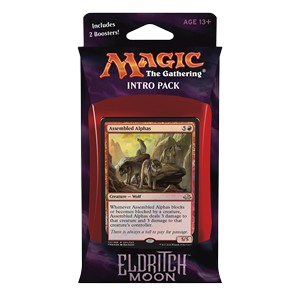 Includes
2 Boosters!
AGE 13+
MAGIC
The Gathering®
INTRO PACK
Assembled Alphas
Creature — Wolf
Whenever Assembled Alphas blocks
or becomes blocked by a creature,
Assembled Alphas deals 3 damage to
that creature and 3 damage to that
creature's controller.
There is always a toll to pay for passage.
5/5
ELDRITCH
MOON